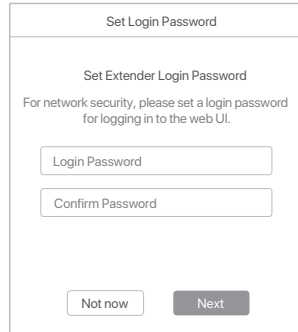 Set Login Password
Set Extender Login Password
For network security, please set a login password
for logging in to the web UI.
Login Password
Confirm Password
Not now
Next